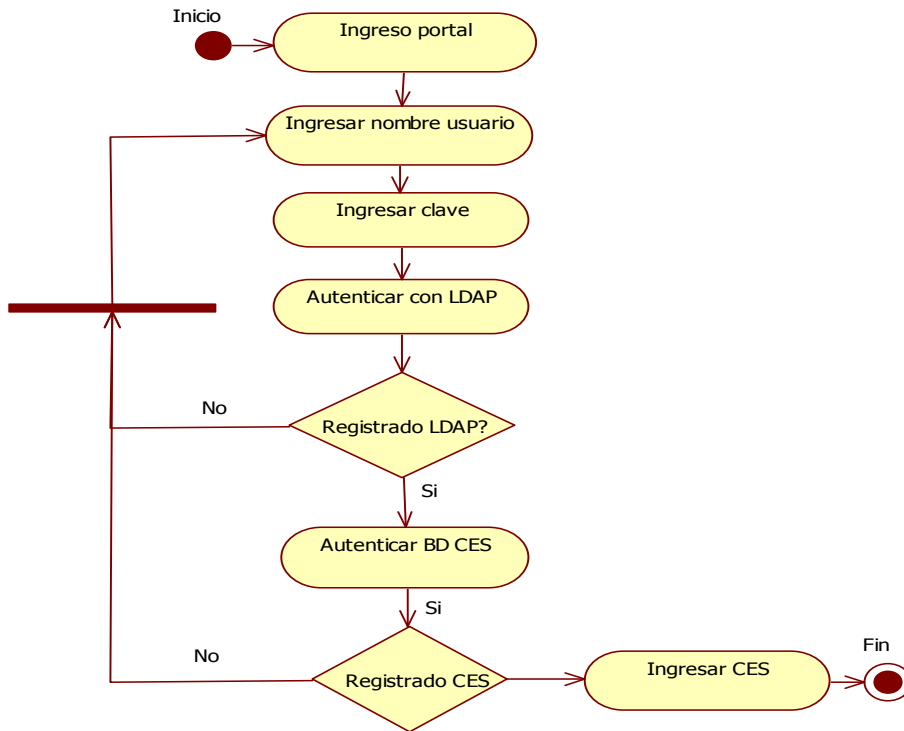 Inicio
Ingreso portal
Ingresar nombre usuario
Ingresar clave
Autenticar con LDAP
No
Registrado LDAP?
Si
Autenticar BD CES
Si
No
Registrado CES
Ingresar CES
Fin